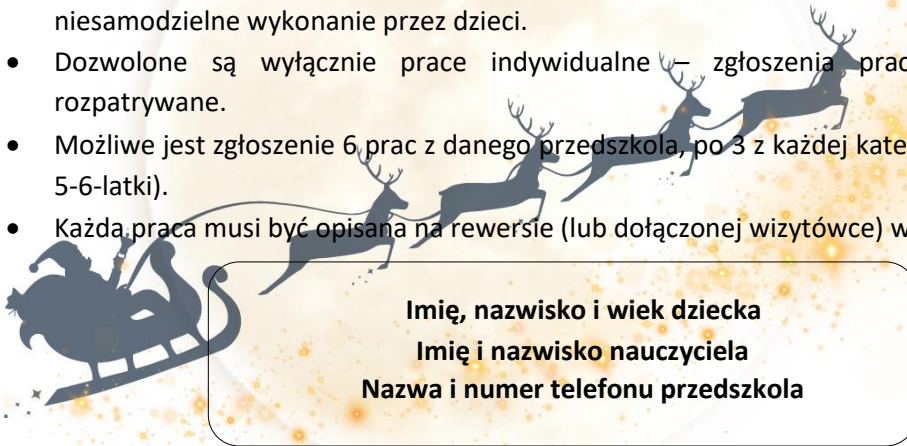 niesamodzielne wykonanie przez dzieci.
• Dozwolone są wyłącznie prace indywidualne – zgłoszenia prac
rozpatrywane.
• Możliwe jest zgłoszenie 6 prac z danego przedszkola, po 3 z każdej kate
5-6-latki).
• Każda praca musi być opisana na rewersie (lub dołączonej wizytówce) w
Imię, nazwisko i wiek dziecka
Imię i nazwisko nauczyciela
Nazwa i numer telefonu przedszkola